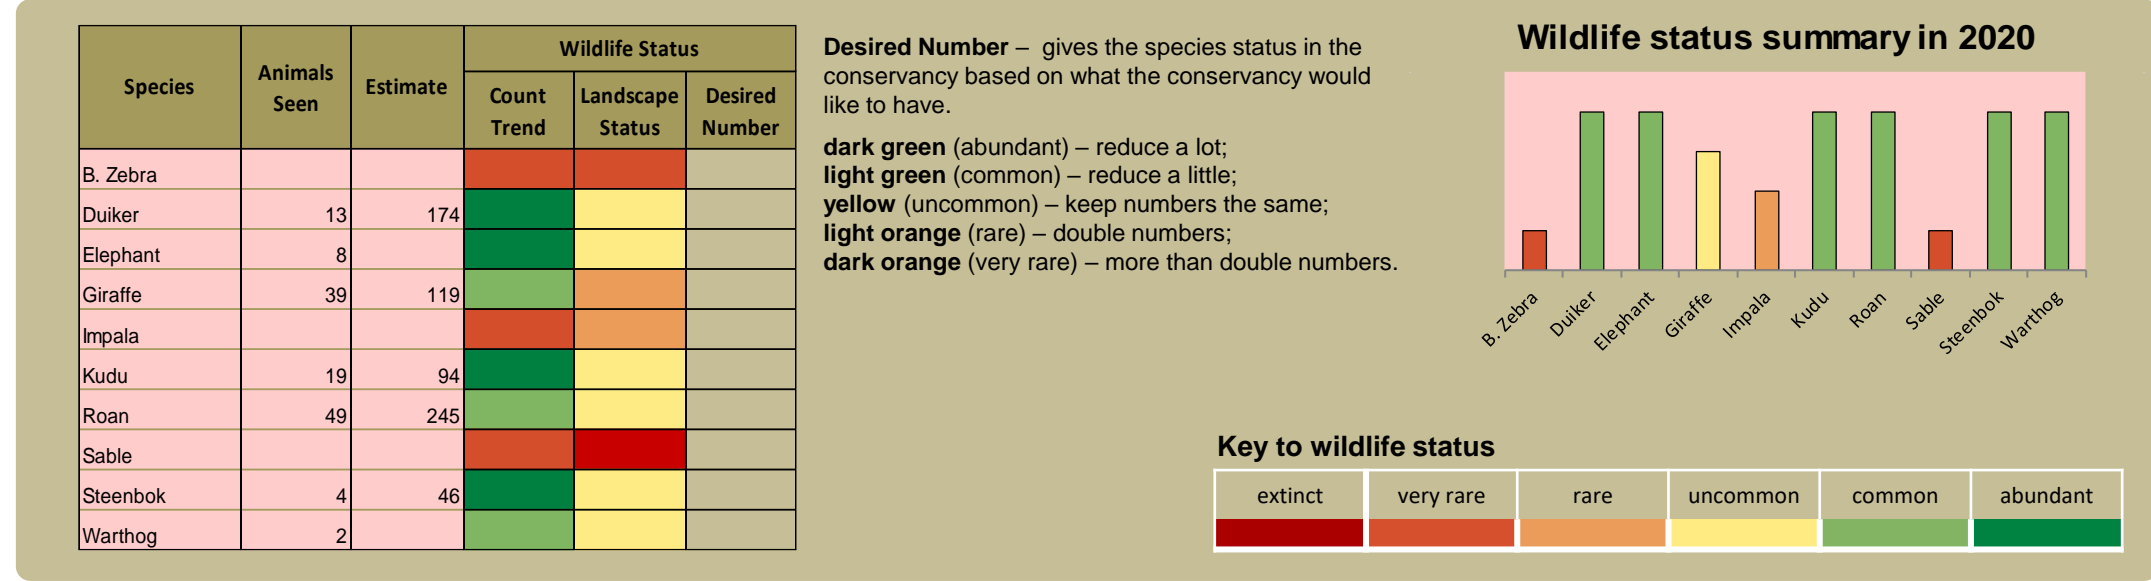 Species
Animals
Seen
Estimate
Wildlife Status
Count
Trend
Landscape
Status
Desired
Number
B. Zebra
Duiker 13 174
Elephant 8
Giraffe 39 119
Impala
Kudu 19 94
Roan 49 245
Sable
Steenbok 4 46
Warthog 2
Desired Number – gives the species status in the
conservancy based on what the conservancy would
like to have.
dark green (abundant) – reduce a lot;
light green (common) – reduce a little;
yellow (uncommon) – keep numbers the same;
light orange (rare) – double numbers;
dark orange (very rare) – more than double numbers.
Wildlife status summary in 2020
B. Zebra
Duiker
Elephant
Giraffe
Impala
Kudu
Roan
Sable
Steenbok
Warthog
Key to wildlife status
extinct very rare rare uncommon common abundant